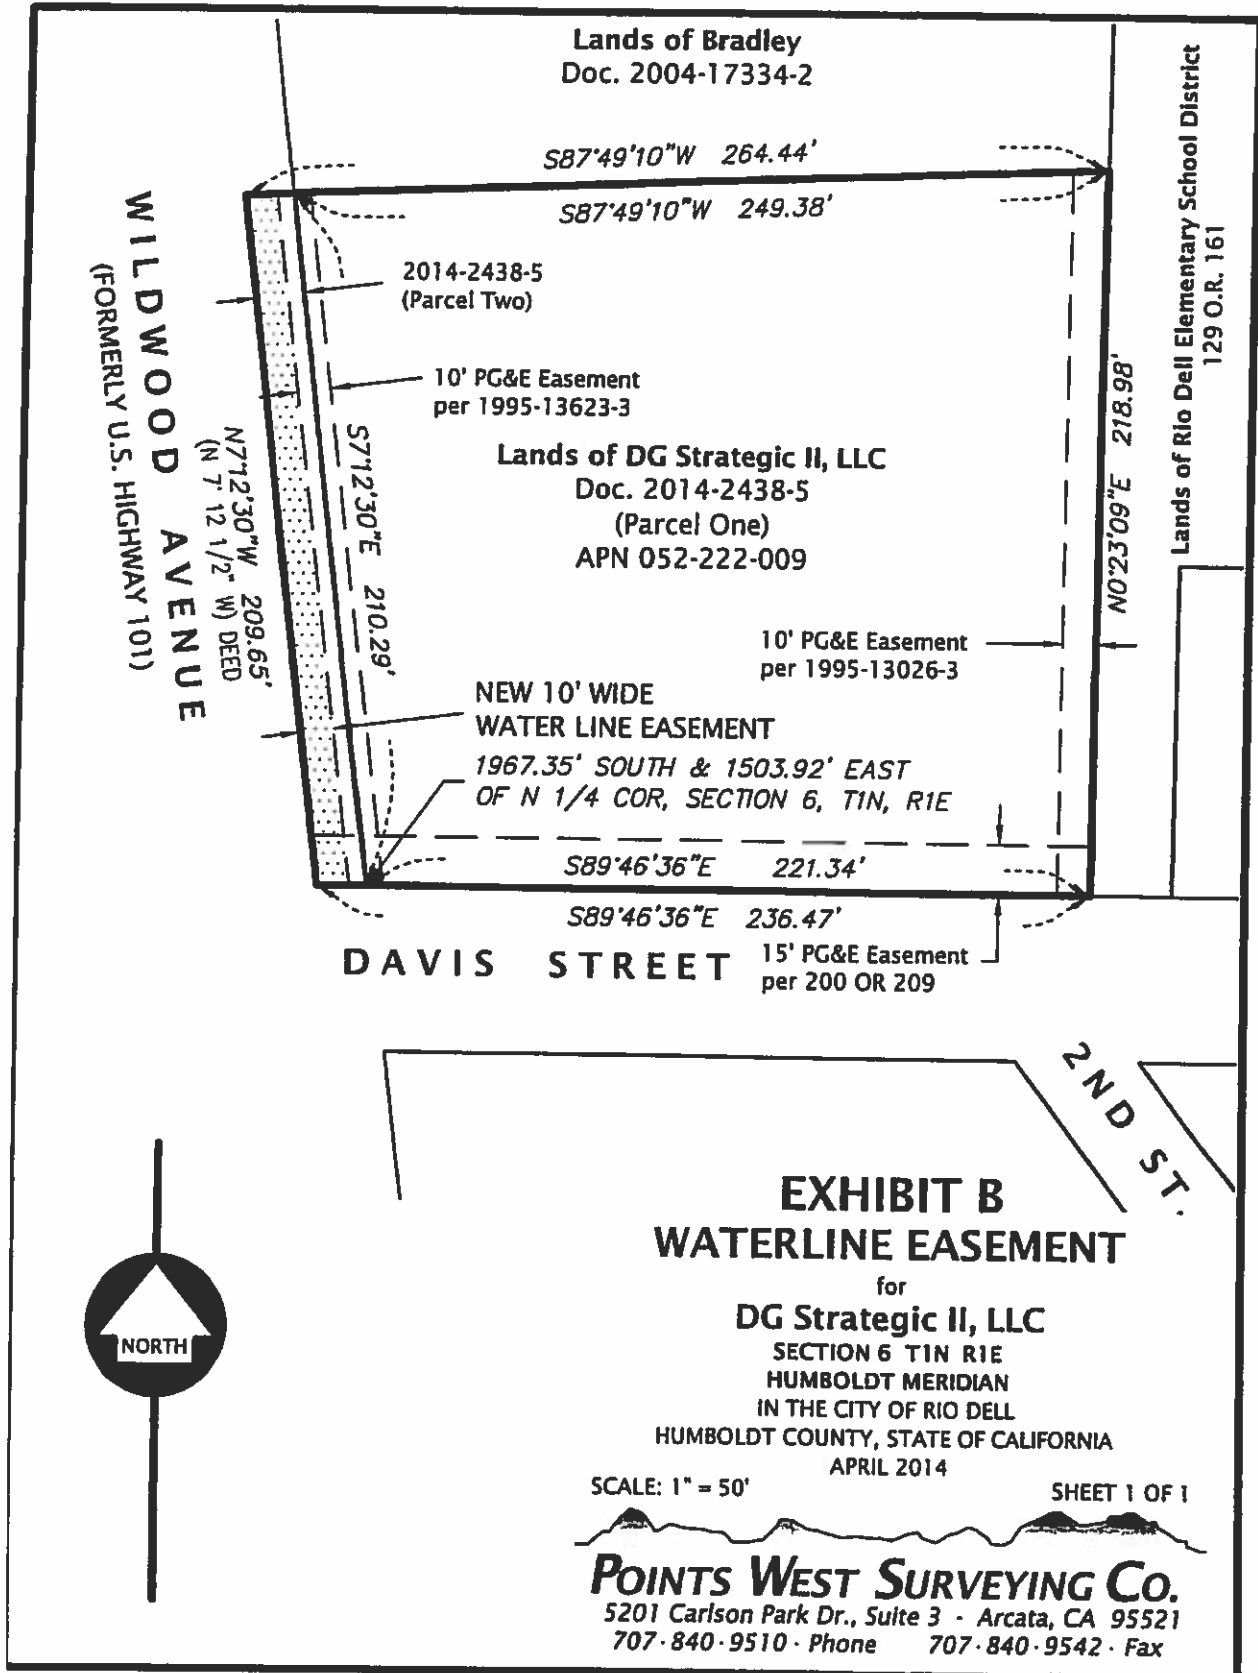 Lands of Bradley
Doc. 2004-17334-2
S87°49'10"W 264.44'
S87°49'10"W 249.38'
Lands of Rio Dell Elementary School District
129 O.R. 161
WILDWOOD AVENUE
(FORMERLY U.S. HIGHWAY 101)
2014-2438-5
(Parcel Two)
10' PG&E Easement
per 1995-13623-3
N7°12'30"W 209.65'
(N 7° 12 1/2" W) DEED
S7°12'30"E 210.29'
Lands of DG Strategic II, LLC
Doc. 2014-2438-5
(Parcel One)
APN 052-222-009
N0°23'09"E 218.98'
10' PG&E Easement
per 1995-13026-3
NEW 10' WIDE
WATER LINE EASEMENT
1967.35' SOUTH & 1503.92' EAST
OF N 1/4 COR, SECTION 6, T1N, R1E
S89°46'36"E 221.34'
S89°46'36"E 236.47'
DAVIS STREET
15' PG&E Easement
per 200 OR 209
2ND ST.
NORTH
EXHIBIT B
WATERLINE EASEMENT
for
DG Strategic II, LLC
SECTION 6 T1N R1E
HUMBOLDT MERIDIAN
IN THE CITY OF RIO DELL
HUMBOLDT COUNTY, STATE OF CALIFORNIA
APRIL 2014
SCALE: 1" = 50'
SHEET 1 OF 1
POINTS WEST SURVEYING CO.
5201 Carlson Park Dr., Suite 3 - Arcata, CA 95521
707·840·9510 · Phone 707·840·9542 · Fax